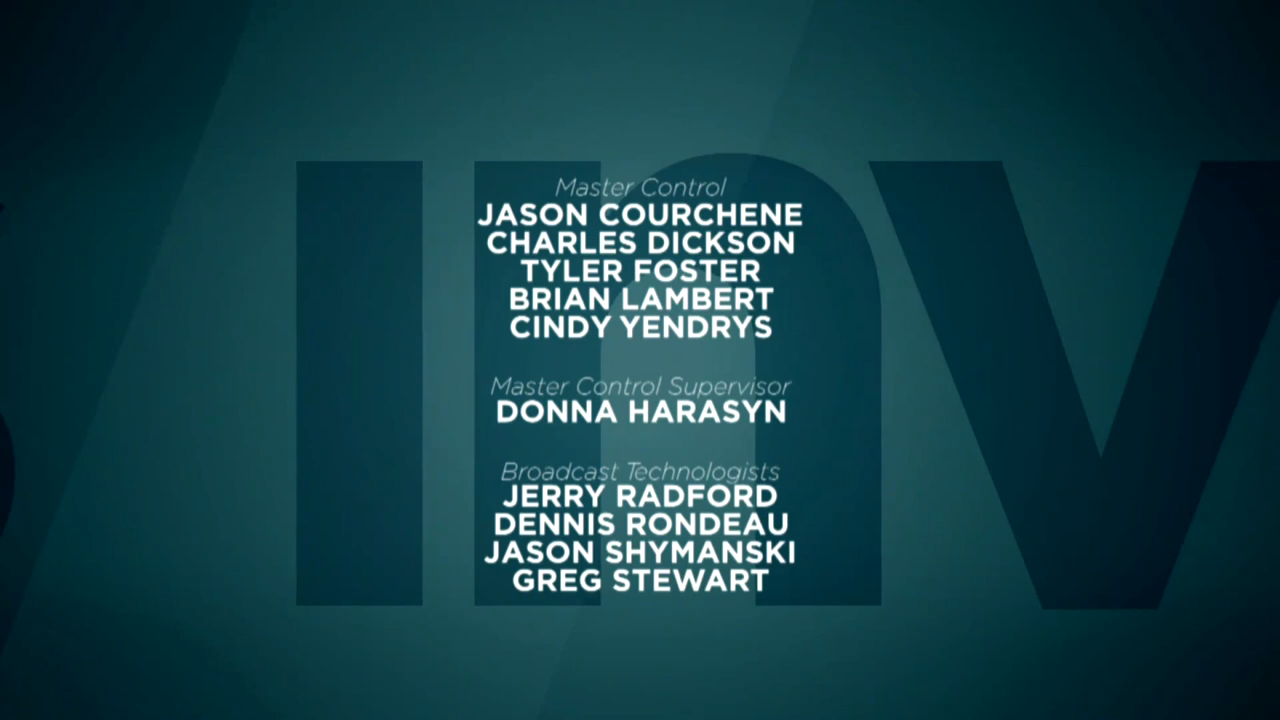 inv
Master Control
JASON COURCHENE
CHARLES DICKSON
TYLER FOSTER
BRIAN LAMBERT
CINDY YENDRYS
Master Control Supervisor
DONNA HARASYN
Broadcast Technologists
JERRY RADFORD
DENNIS RONDEAU
JASON SHYMANSKI
GREG STEWART